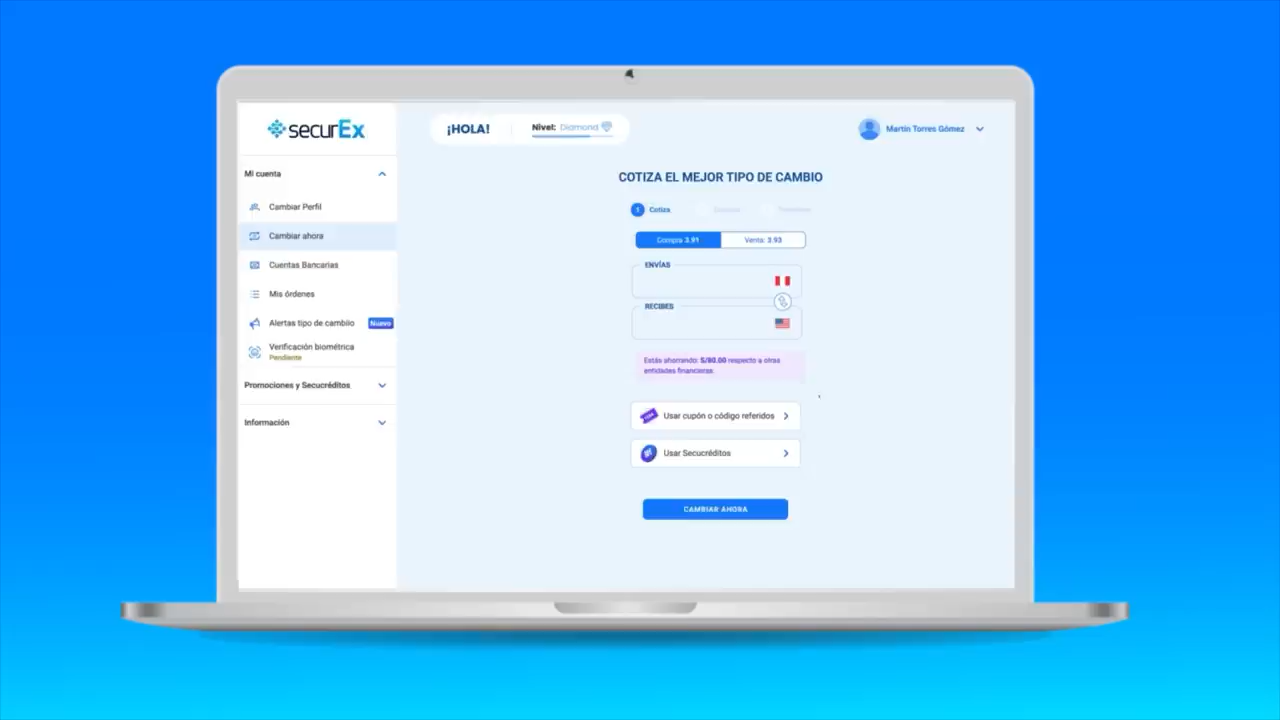 securEx
¡HOLA!
Nivel: Diamond
Martín Torres Gómez
Mi cuenta
Cambiar Perfil
Cambiar ahora
Cuentas Bancarias
Mis órdenes
Alertas tipo de cambio Nuevo
Verificación biométrica
Pendiente
Promociones y Secucréditos
Información
COTIZA EL MEJOR TIPO DE CAMBIO
1 Cotiza
Compra 3.91
Venta: 3.93
ENVÍAS
RECIBES
Estás ahorrando: S/80.00 respecto a otras
entidades financieras.
Usar cupón o código referidos
Usar Secucréditos
CAMBIAR AHORA